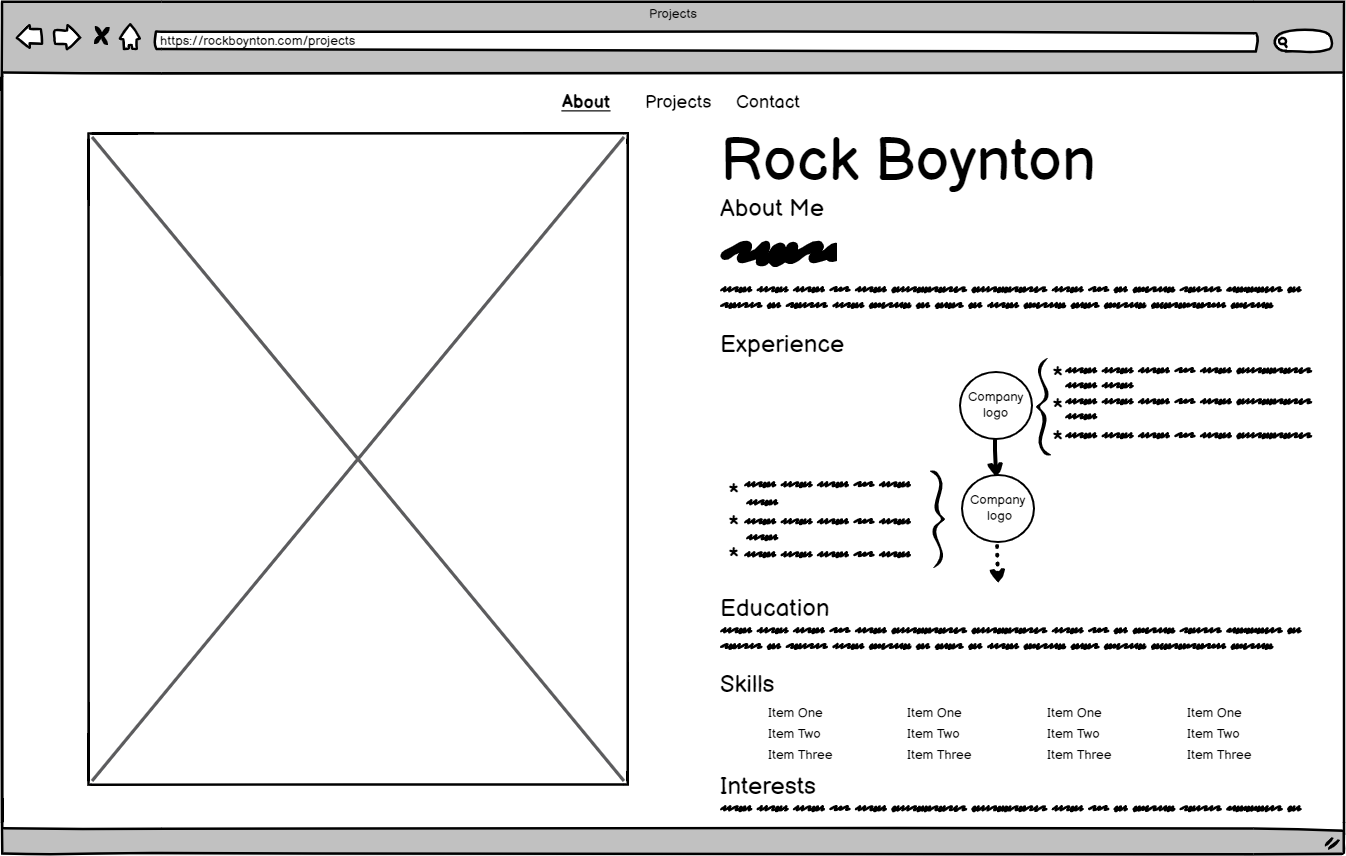 Projects
https://rockboynton.com/projects
About Projects Contact
Rock Boynton
About Me
Experience
Company
logo
*
*
*
Company
logo
*
*
*
Education
Skills
Item One Item One Item One Item One
Item Two Item Two Item Two Item Two
Item Three Item Three Item Three Item Three
Interests